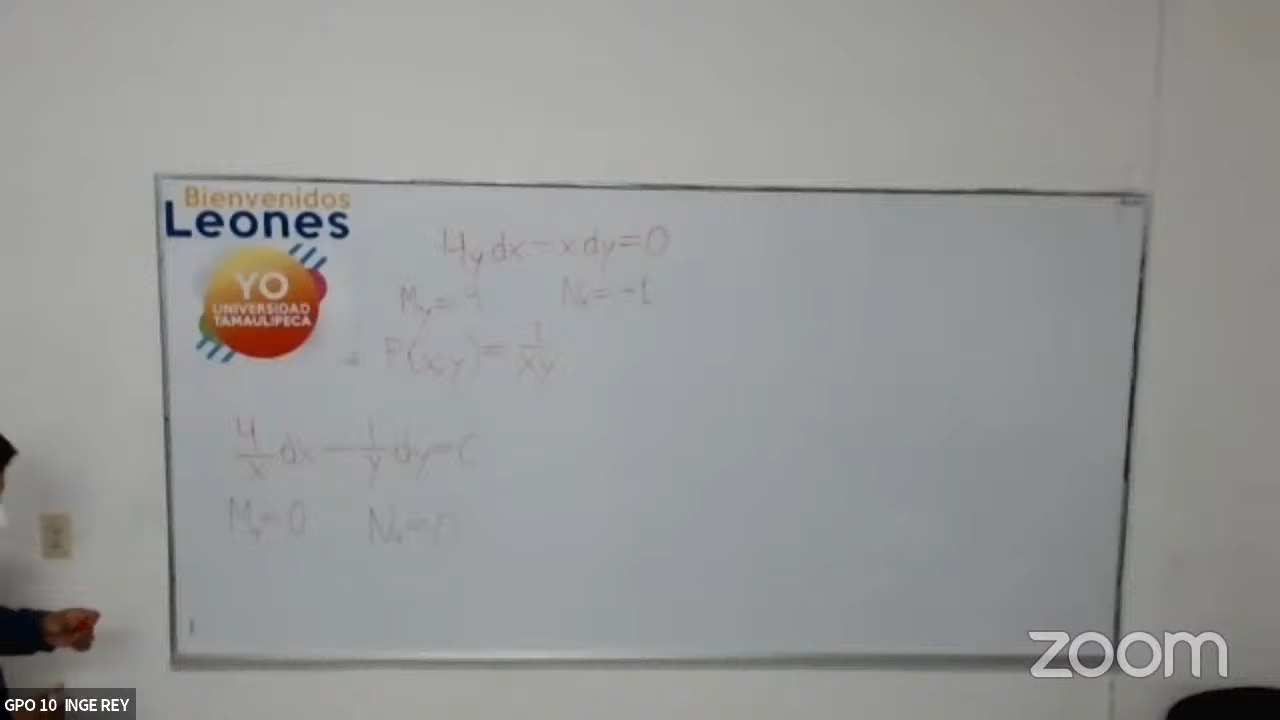 Bienvenidos
Leones
YO
UNIVERSIDAD
TAMAULIPECA
4y dx - x dy = 0
My = 4 Nx = -1
F(x,y) = 1/xy
4/x dx - 1/y dy = 0
My = 0 Nx = 0
zoom
GPO 10 INGE REY